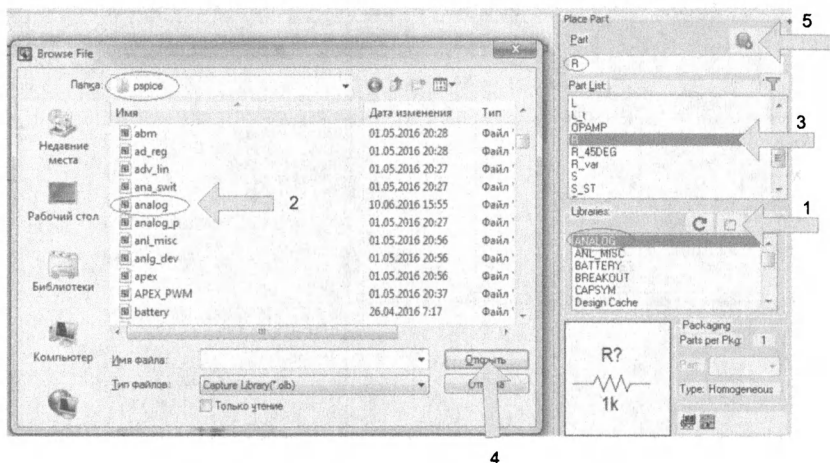 Place Part
5
Browse File
Part
R
Папка:
pspice
Part List:
Имя
Дата изменения
Тип
L
L_t
OPAMP
R
R_45DEG
R_var
S
S_ST
3
Недавние места
Рабочий стол
Библиотеки
Компьютер
abm 01.05.2016 20:28 Файл
ad_reg 01.05.2016 20:28 Файл
adv_lin 01.05.2016 20:27 Файл
ana_swit 01.05.2016 20:27 Файл
analog 10.06.2016 15:55 Файл
analog_p 01.05.2016 20:27 Файл
anl_misc 01.05.2016 20:56 Файл
anlg_dev 01.05.2016 20:56 Файл
apex 01.05.2016 20:56 Файл
APEX_PWM 01.05.2016 20:37 Файл
battery 26.04.2016 7:17 Файл
2
Libraries:
1
ANALOG
ANL_MISC
BATTERY
BREAKOUT
CAPSYM
Design Cache
Имя файла:
Открыть
Тип файлов:
Capture Library(*.olb)
Отмена
Только чтение
R?
1k
Packaging
Parts per Pkg: 1
Part:
Type: Homogeneous
4